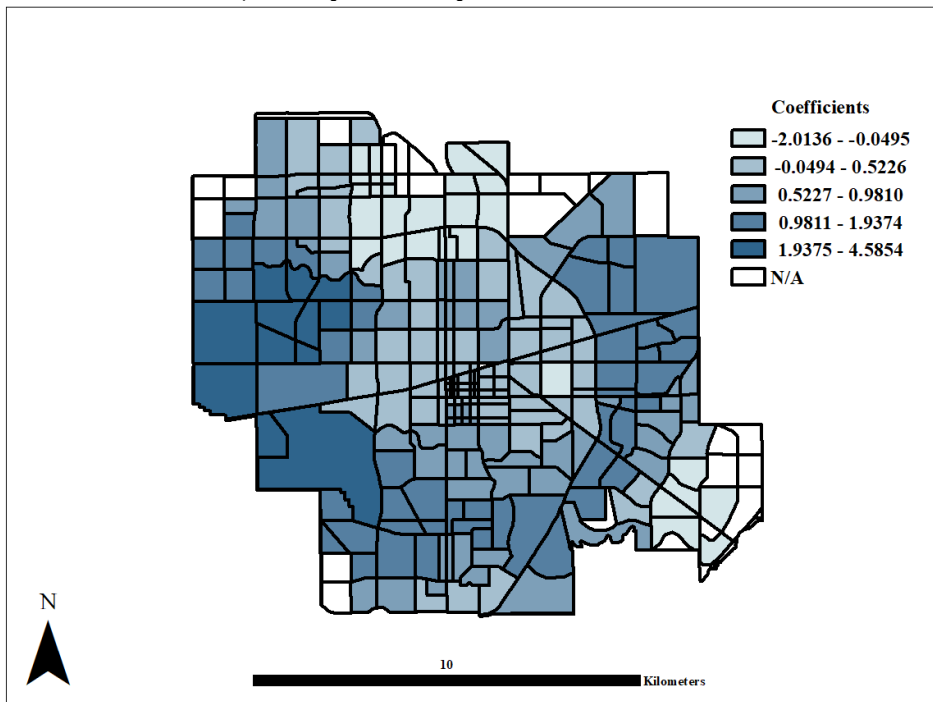 Coefficients
-2.0136 - -0.0495
-0.0494 - 0.5226
0.5227 - 0.9810
0.9811 - 1.9374
1.9375 - 4.5854
N/A
N
10
Kilometers